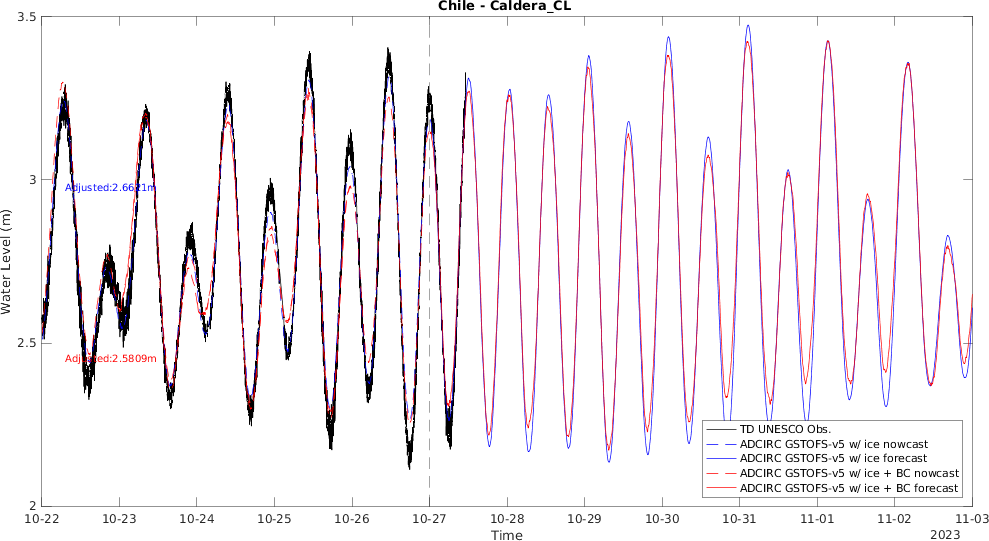 Chile - Caldera_CL
3.5
3
2.5
2
Water Level (m)
Adjusted:2.6621m
Adjusted:2.5809m
TD UNESCO Obs.
ADCIRC GSTOFS-v5 w/ ice nowcast
ADCIRC GSTOFS-v5 w/ ice forecast
ADCIRC GSTOFS-v5 w/ ice + BC nowcast
ADCIRC GSTOFS-v5 w/ ice + BC forecast
10-22 10-23 10-24 10-25 10-26 10-27 10-28 10-29 10-30 10-31 11-01 11-02 11-03
Time
2023